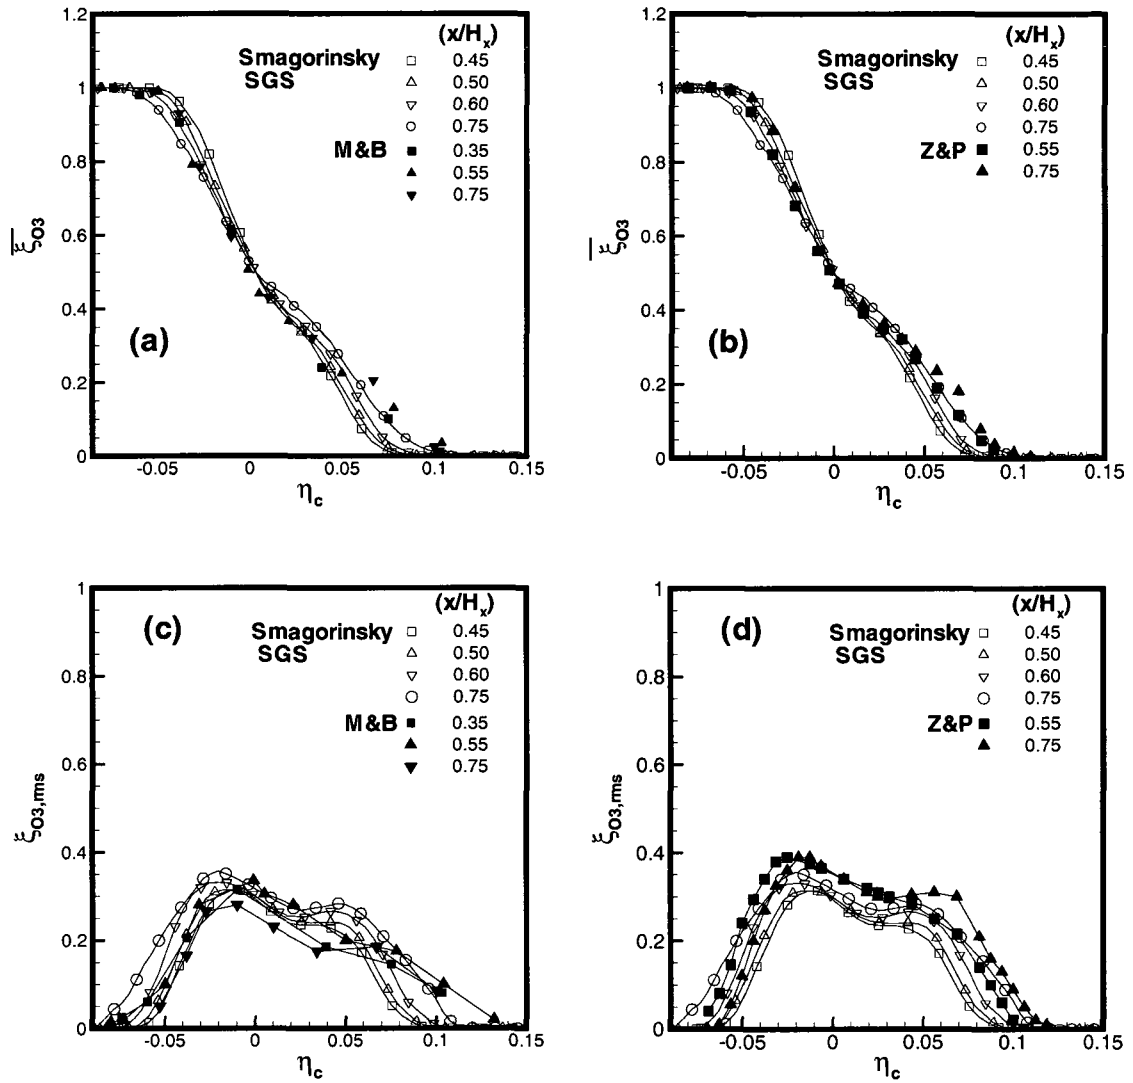 1.2
1
0.8
0.6
0.4
0.2
0
-0.05
0
0.05
0.1
0.15
ξ̅_O3
η_c
(a)
(x/H_x)
Smagorinsky
SGS
□ 0.45
△ 0.50
▽ 0.60
○ 0.75
M&B
■ 0.35
▲ 0.55
▼ 0.75
1.2
1
0.8
0.6
0.4
0.2
0
-0.05
0
0.05
0.1
0.15
ξ̅_O3
η_c
(b)
(x/H_x)
Smagorinsky
SGS
□ 0.45
△ 0.50
▽ 0.60
○ 0.75
Z&P
■ 0.55
▲ 0.75
1
0.8
0.6
0.4
0.2
0
-0.05
0
0.05
0.1
0.15
ξ_O3,rms
η_c
(c)
(x/H_x)
Smagorinsky
SGS
□ 0.45
△ 0.50
▽ 0.60
○ 0.75
M&B
■ 0.35
▲ 0.55
▼ 0.75
1
0.8
0.6
0.4
0.2
0
-0.05
0
0.05
0.1
0.15
ξ_O3,rms
η_c
(d)
(x/H_x)
Smagorinsky
SGS
□ 0.45
△ 0.50
▽ 0.60
○ 0.75
Z&P
■ 0.55
▲ 0.75